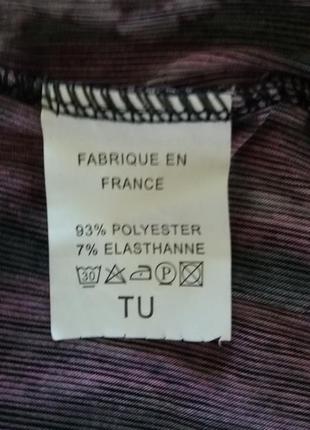 FABRIQUE EN
FRANCE
93% POLYESTER
7% ELASTHANNE
30 P
TU